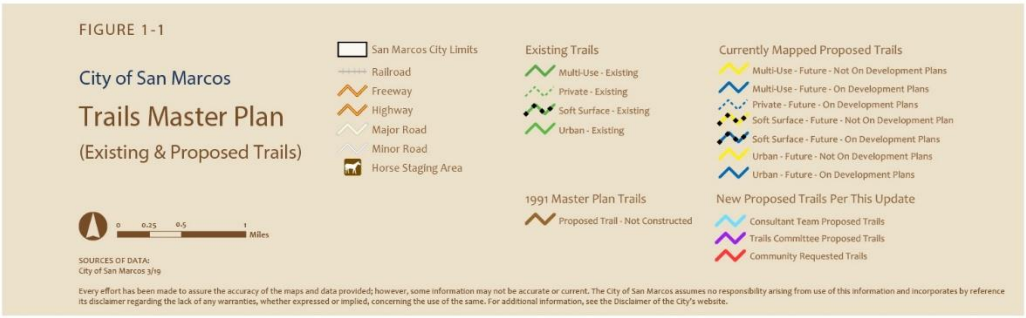 FIGURE 1-1
City of San Marcos
Trails Master Plan
(Existing & Proposed Trails)
0 0.25 0.5 1
Miles
SOURCES OF DATA:
City of San Marcos 3/19
San Marcos City Limits
Railroad
Freeway
Highway
Major Road
Minor Road
Horse Staging Area
Existing Trails
Multi-Use - Existing
Private - Existing
Soft Surface - Existing
Urban - Existing
1991 Master Plan Trails
Proposed Trail - Not Constructed
Currently Mapped Proposed Trails
Multi-Use - Future - Not On Development Plans
Multi-Use - Future - On Development Plans
Private - Future - On Development Plans
Soft Surface - Future - Not On Development Plan
Soft Surface - Future - On Development Plans
Urban - Future - Not On Development Plans
Urban - Future - On Development Plans
New Proposed Trails Per This Update
Consultant Team Proposed Trails
Trails Committee Proposed Trails
Community Requested Trails
Every effort has been made to assure the accuracy of the maps and data provided; however, some information may not be accurate or current. The City of San Marcos assumes no responsibility arising from use of this information and incorporates by reference
its disclaimer regarding the lack of any warranties, whether expressed or implied, concerning the use of the same. For additional information, see the Disclaimer of the City's website.